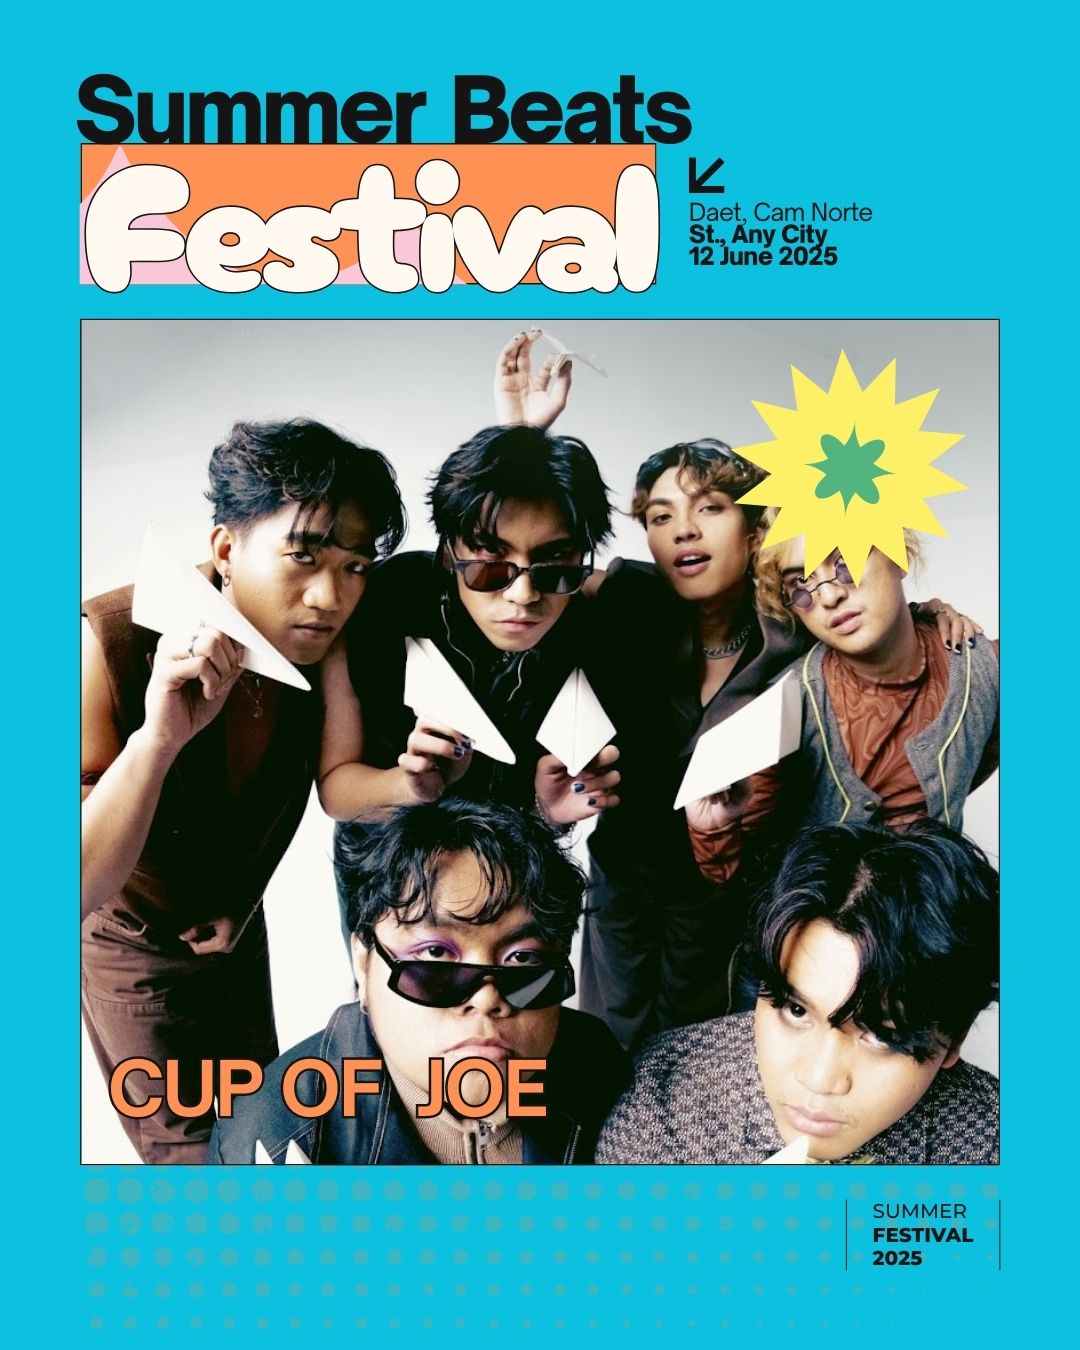 Summer Beats
Festival
Daet, Cam Norte
St., Any City
12 June 2025
CUP OF JOE
SUMMER
FESTIVAL
2025